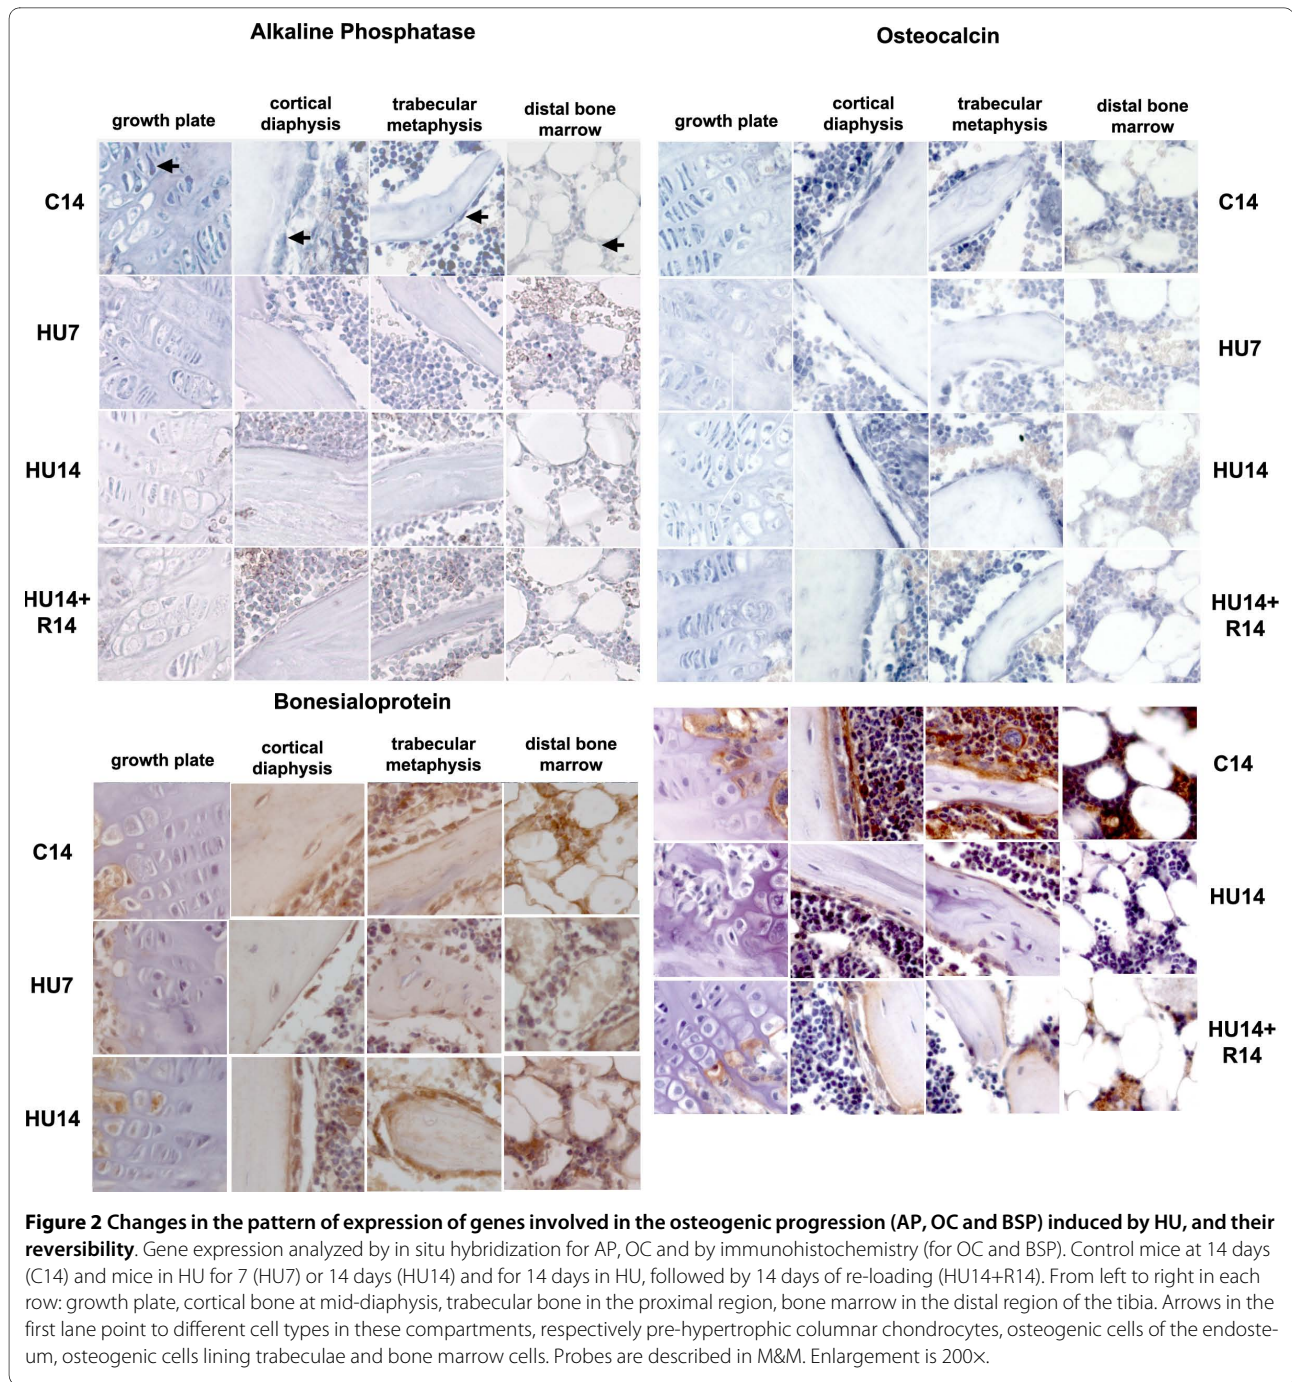 Alkaline Phosphatase
growth plate
cortical
diaphysis
trabecular
metaphysis
distal bone
marrow
C14
HU7
HU14
HU14+
R14
Osteocalcin
growth plate
cortical
diaphysis
trabecular
metaphysis
distal bone
marrow
C14
HU7
HU14
HU14+
R14
Bonesialoprotein
growth plate
cortical
diaphysis
trabecular
metaphysis
distal bone
marrow
C14
HU7
HU14
C14
HU14
HU14+
R14
Figure 2 Changes in the pattern of expression of genes involved in the osteogenic progression (AP, OC and BSP) induced by HU, and their
reversibility. Gene expression analyzed by in situ hybridization for AP, OC and by immunohistochemistry (for OC and BSP). Control mice at 14 days
(C14) and mice in HU for 7 (HU7) or 14 days (HU14) and for 14 days in HU, followed by 14 days of re-loading (HU14+R14). From left to right in each
row: growth plate, cortical bone at mid-diaphysis, trabecular bone in the proximal region, bone marrow in the distal region of the tibia. Arrows in the
first lane point to different cell types in these compartments, respectively pre-hypertrophic columnar chondrocytes, osteogenic cells of the endoste-
um, osteogenic cells lining trabeculae and bone marrow cells. Probes are described in M&M. Enlargement is 200×.